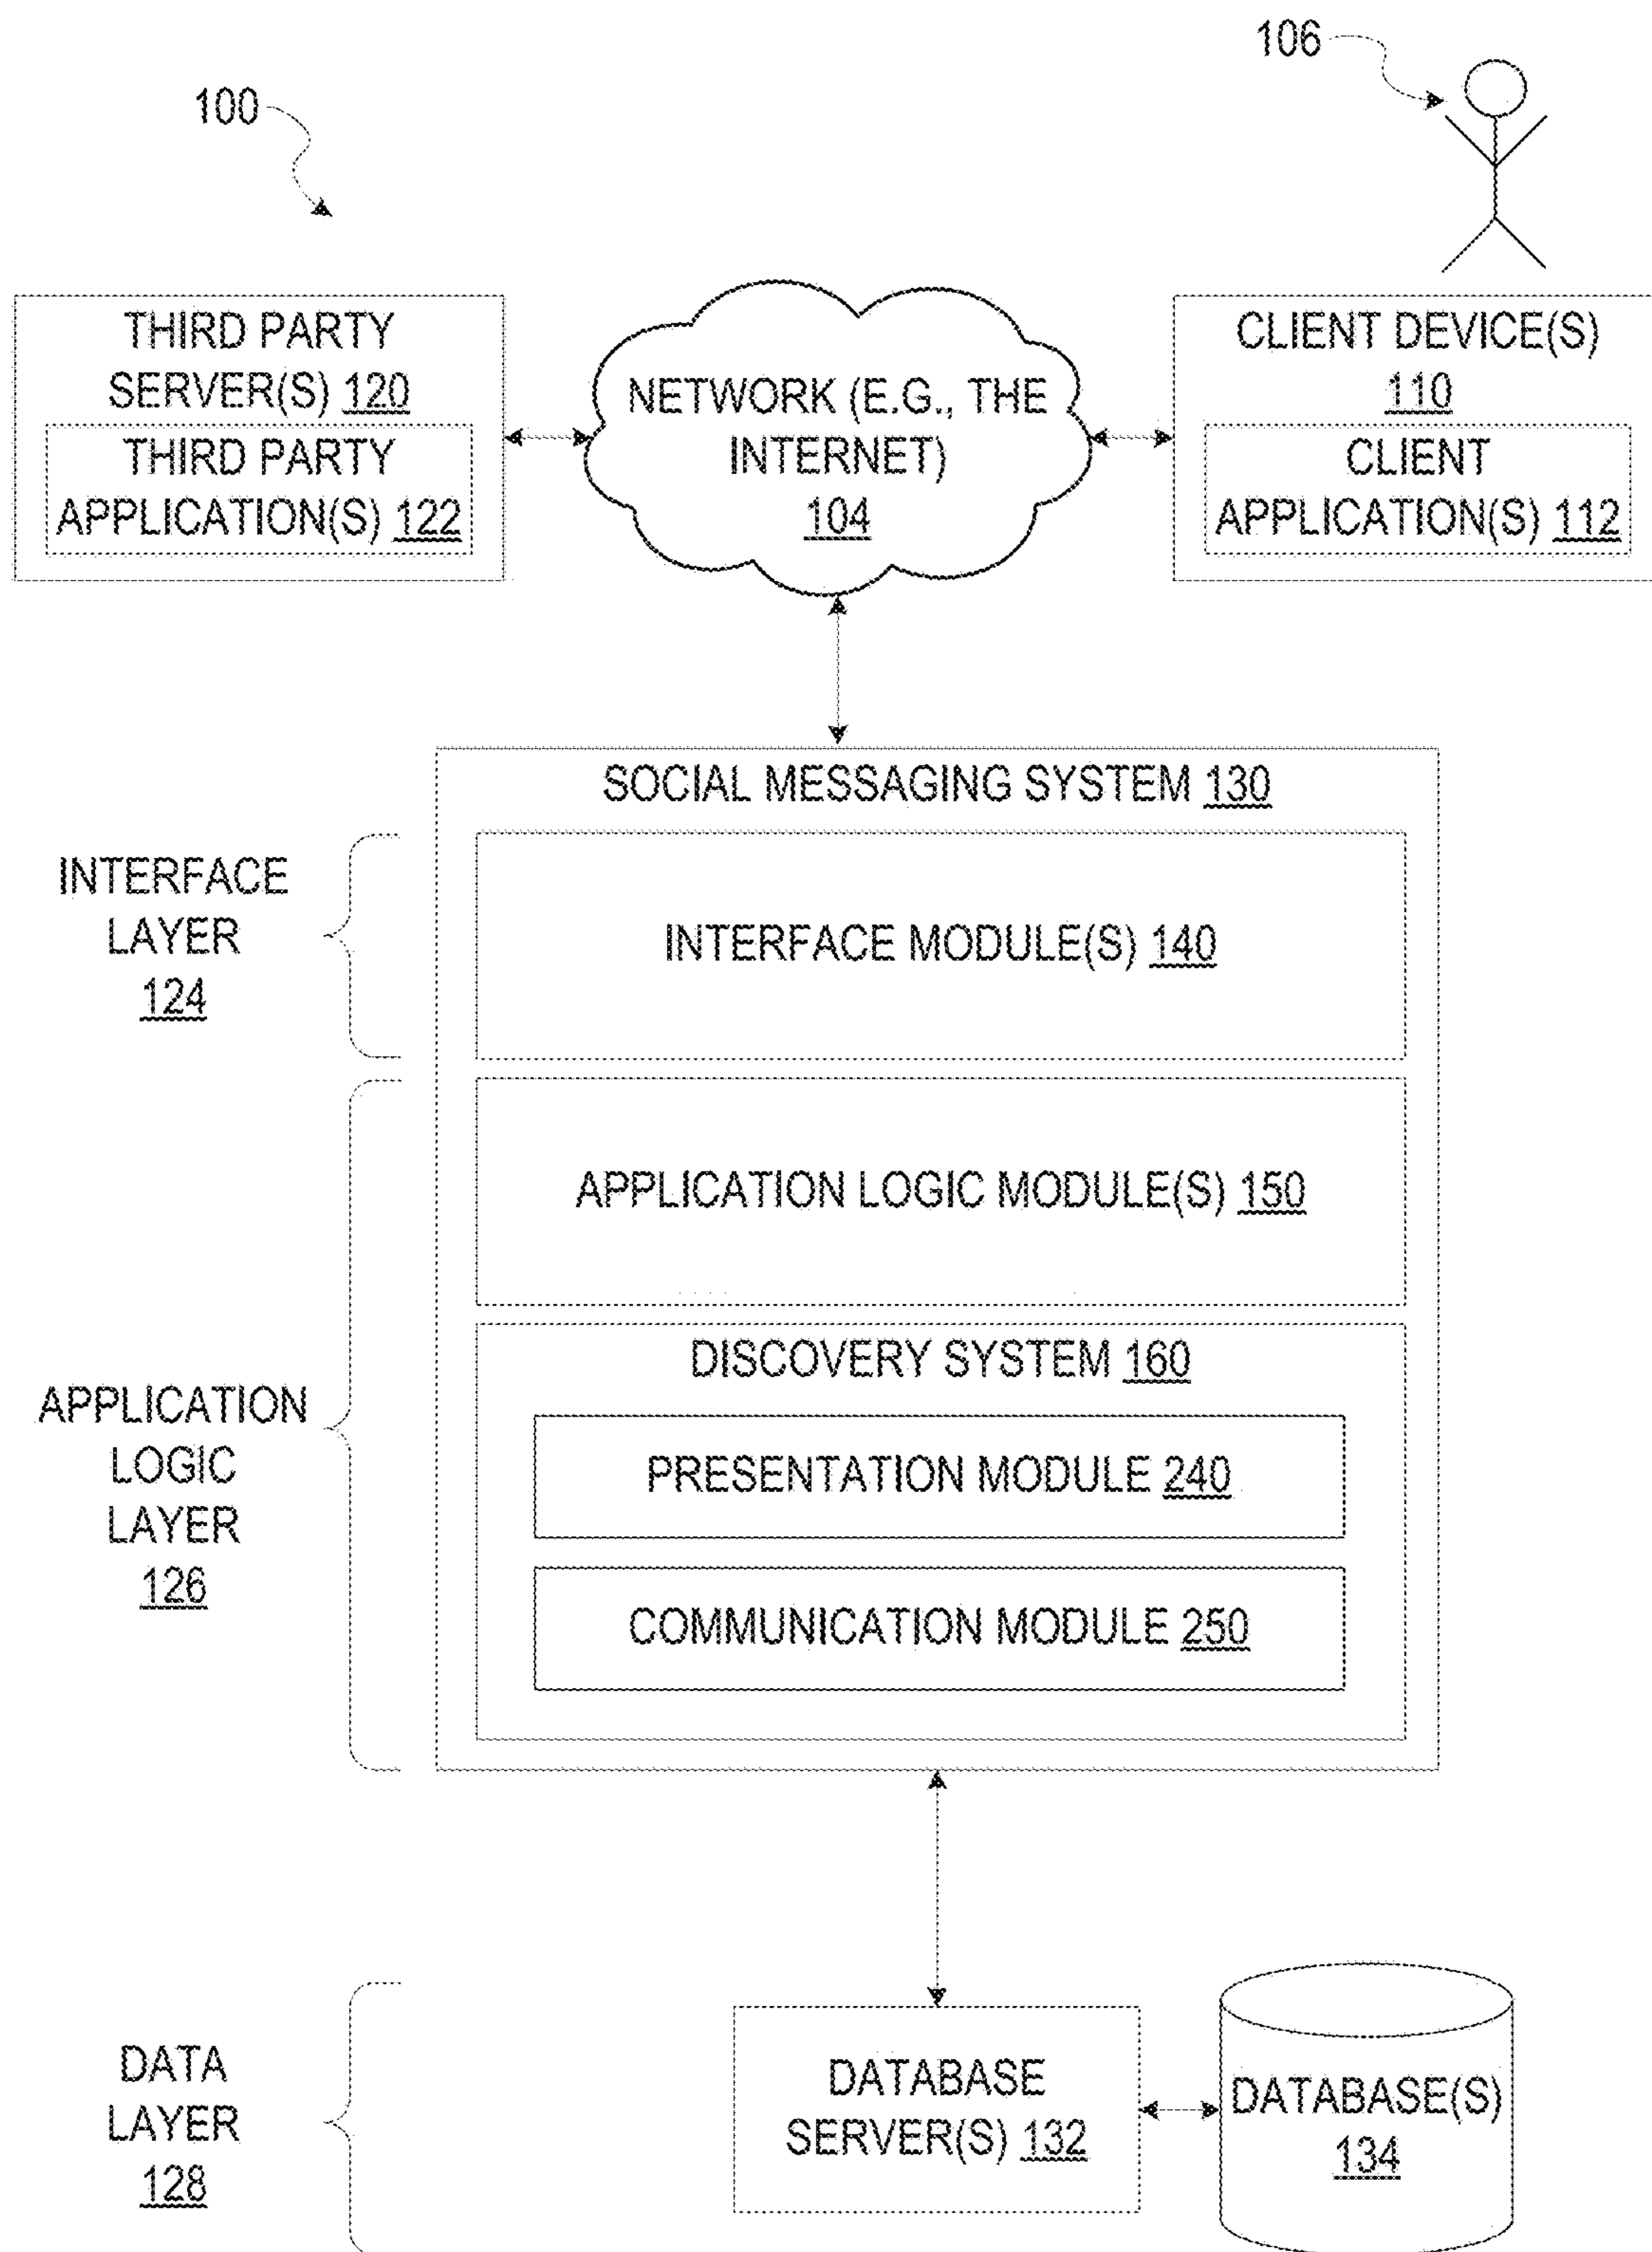 106
100
THIRD PARTY
SERVER(S) 120
THIRD PARTY
APPLICATION(S) 122
NETWORK (E.G., THE
INTERNET)
104
CLIENT DEVICE(S)
110
CLIENT
APPLICATION(S) 112
SOCIAL MESSAGING SYSTEM 130
INTERFACE
LAYER
124
INTERFACE MODULE(S) 140
APPLICATION LOGIC MODULE(S) 150
APPLICATION
LOGIC
LAYER
126
DISCOVERY SYSTEM 160
PRESENTATION MODULE 240
COMMUNICATION MODULE 250
DATA
LAYER
128
DATABASE
SERVER(S) 132
DATABASE(S)
134